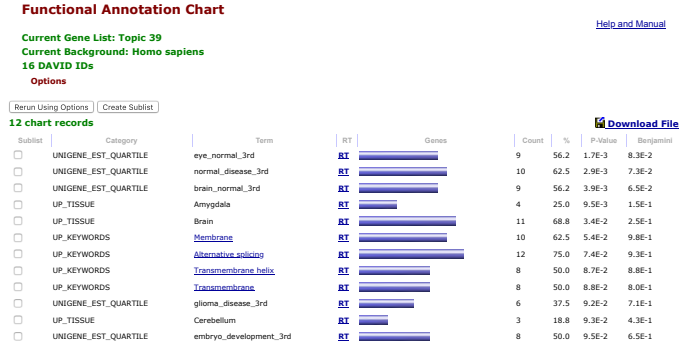 Functional Annotation Chart
Help and Manual
Current Gene List: Topic 39
Current Background: Homo sapiens
16 DAVID IDs
Options
Rerun Using Options Create Sublist
12 chart records Download File
Sublist Category Term RT Genes Count % P-Value Benjamini
UNIGENE_EST_QUARTILE eye_normal_3rd RT 9 56.2 1.7E-3 8.3E-2
UNIGENE_EST_QUARTILE normal_disease_3rd RT 10 62.5 2.9E-3 7.3E-2
UNIGENE_EST_QUARTILE brain_normal_3rd RT 9 56.2 3.9E-3 6.5E-2
UP_TISSUE Amygdala RT 4 25.0 9.5E-3 1.5E-1
UP_TISSUE Brain RT 11 68.8 3.4E-2 2.5E-1
UP_KEYWORDS Membrane RT 10 62.5 5.4E-2 9.8E-1
UP_KEYWORDS Alternative splicing RT 12 75.0 7.4E-2 9.3E-1
UP_KEYWORDS Transmembrane helix RT 8 50.0 8.7E-2 8.8E-1
UP_KEYWORDS Transmembrane RT 8 50.0 8.8E-2 8.0E-1
UNIGENE_EST_QUARTILE glioma_disease_3rd RT 6 37.5 9.2E-2 7.1E-1
UP_TISSUE Cerebellum RT 3 18.8 9.3E-2 4.3E-1
UNIGENE_EST_QUARTILE embryo_development_3rd RT 8 50.0 9.5E-2 6.5E-1